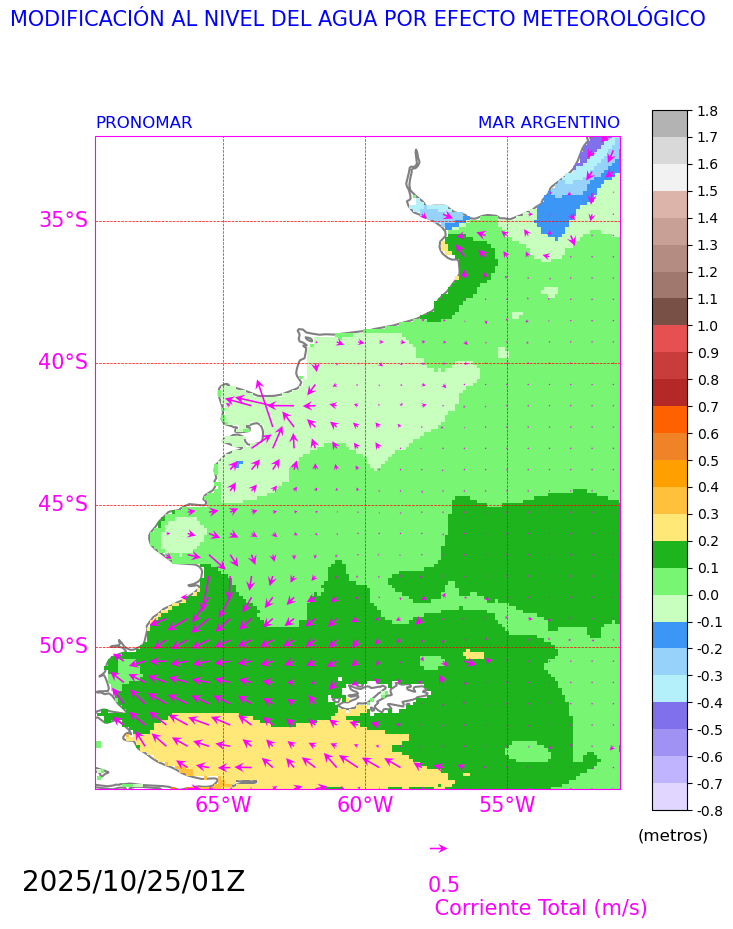 MODIFICACIÓN AL NIVEL DEL AGUA POR EFECTO METEOROLÓGICO
PRONOMAR MAR ARGENTINO
1.8
1.7
1.6
1.5
1.4
1.3
1.2
1.1
1.0
0.9
0.8
0.7
0.6
0.5
0.4
0.3
0.2
0.1
0.0
-0.1
-0.2
-0.3
-0.4
-0.5
-0.6
-0.7
-0.8
(metros)
35°S
40°S
45°S
50°S
65°W 60°W 55°W
2025/10/25/01Z
0.5
Corriente Total (m/s)